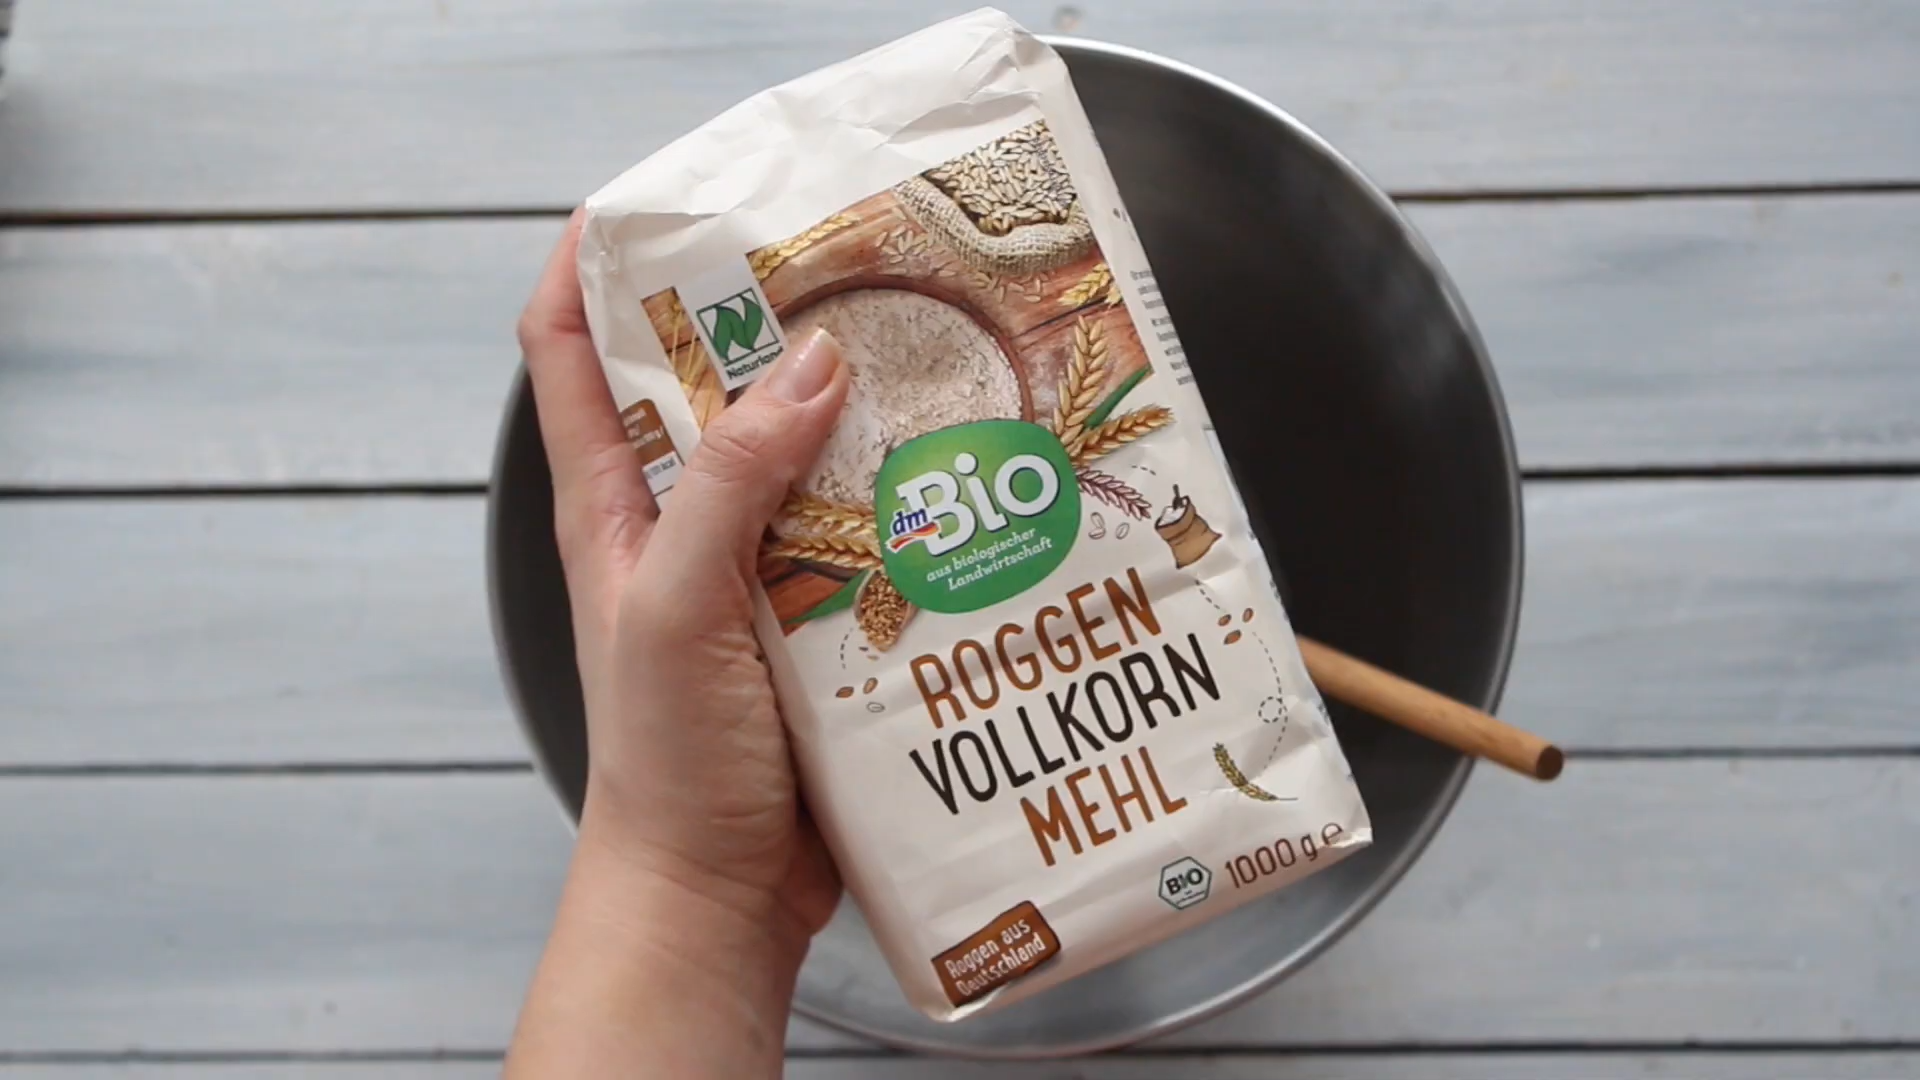 Naturland
dm Bio
aus biologischer
Landwirtschaft
ROGGEN
VOLLKORN
MEHL
BIO
1000 g e
Roggen aus
Deutschland